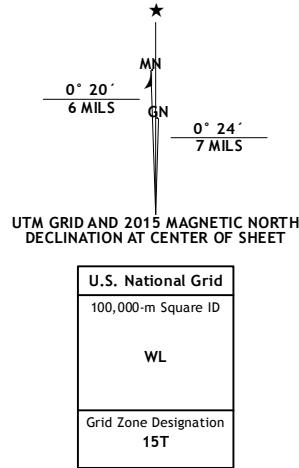 ★
MN
0° 20´
6 MILS
GN
0° 24´
7 MILS
UTM GRID AND 2015 MAGNETIC NORTH
DECLINATION AT CENTER OF SHEET
U.S. National Grid
100,000-m Square ID
WL
Grid Zone Designation
15T